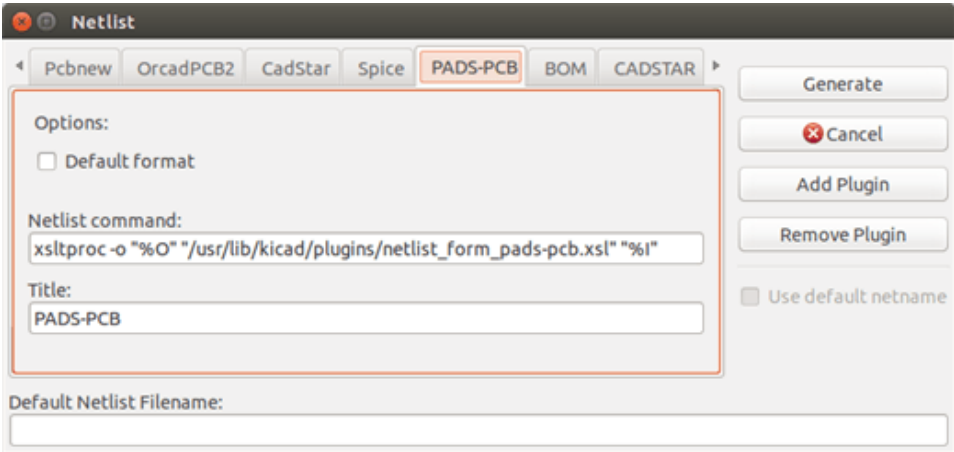 Netlist
Pcbnew OrcadPCB2 CadStar Spice PADS-PCB BOM CADSTAR
Generate
Options:
Cancel
Default format
Add Plugin
Netlist command:
Remove Plugin
xsltproc -o "%O" "/usr/lib/kicad/plugins/netlist_form_pads-pcb.xsl" "%I"
Title:
Use default netname
PADS-PCB
Default Netlist Filename: